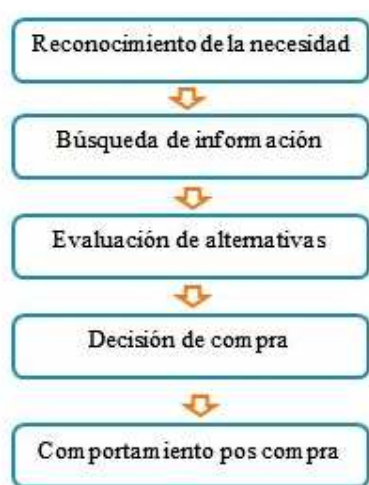 Reconocimiento de la necesidad
Búsqueda de información
Evaluación de alternativas
Decisión de compra
Comportamiento pos compra